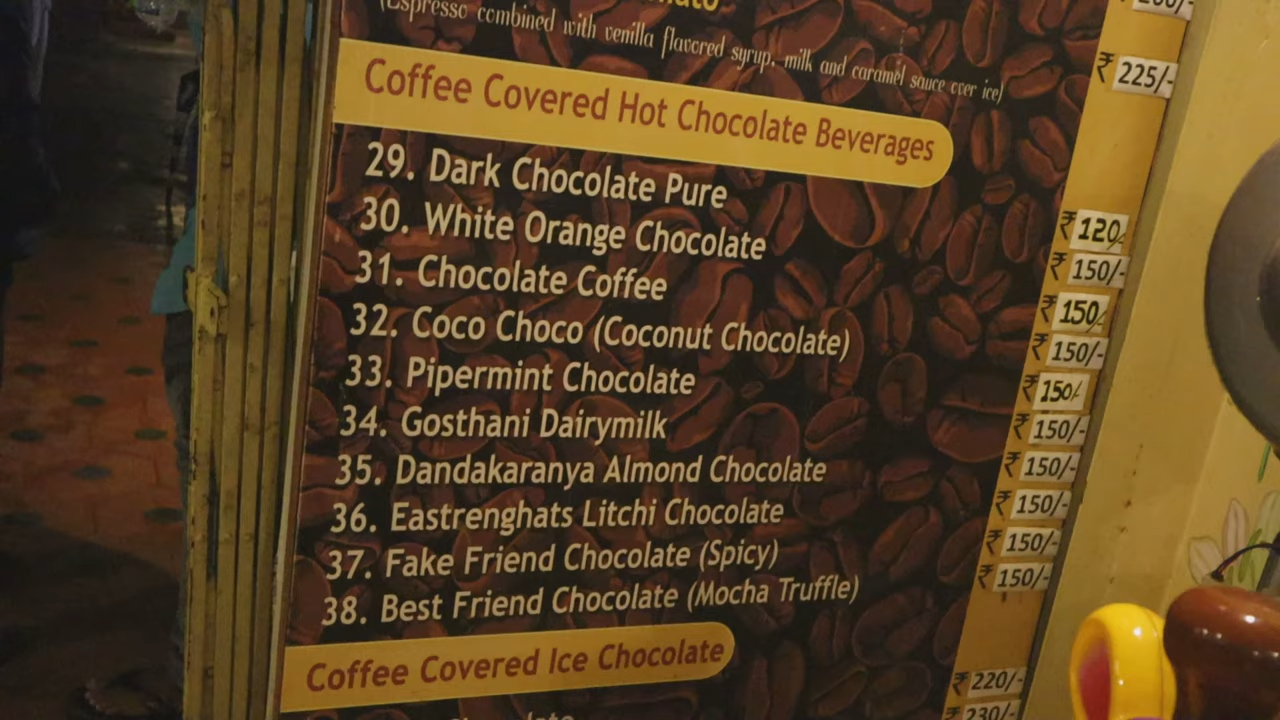 (Espresso combined with venilla flavored syrup, milk and caramel sauce over ice)
₹ 225/-
Coffee Covered Hot Chocolate Beverages
29. Dark Chocolate Pure ₹ 120/-
30. White Orange Chocolate ₹ 150/-
31. Chocolate Coffee ₹ 150/-
32. Coco Choco (Coconut Chocolate) ₹ 150/-
33. Pipermint Chocolate ₹ 150/-
34. Gosthani Dairymilk ₹ 150/-
35. Dandakaranya Almond Chocolate ₹ 150/-
36. Eastrenghats Litchi Chocolate ₹ 150/-
37. Fake Friend Chocolate (Spicy) ₹ 150/-
38. Best Friend Chocolate (Mocha Truffle) ₹ 150/-
Coffee Covered Ice Chocolate
₹ 220/-
₹ 230/-